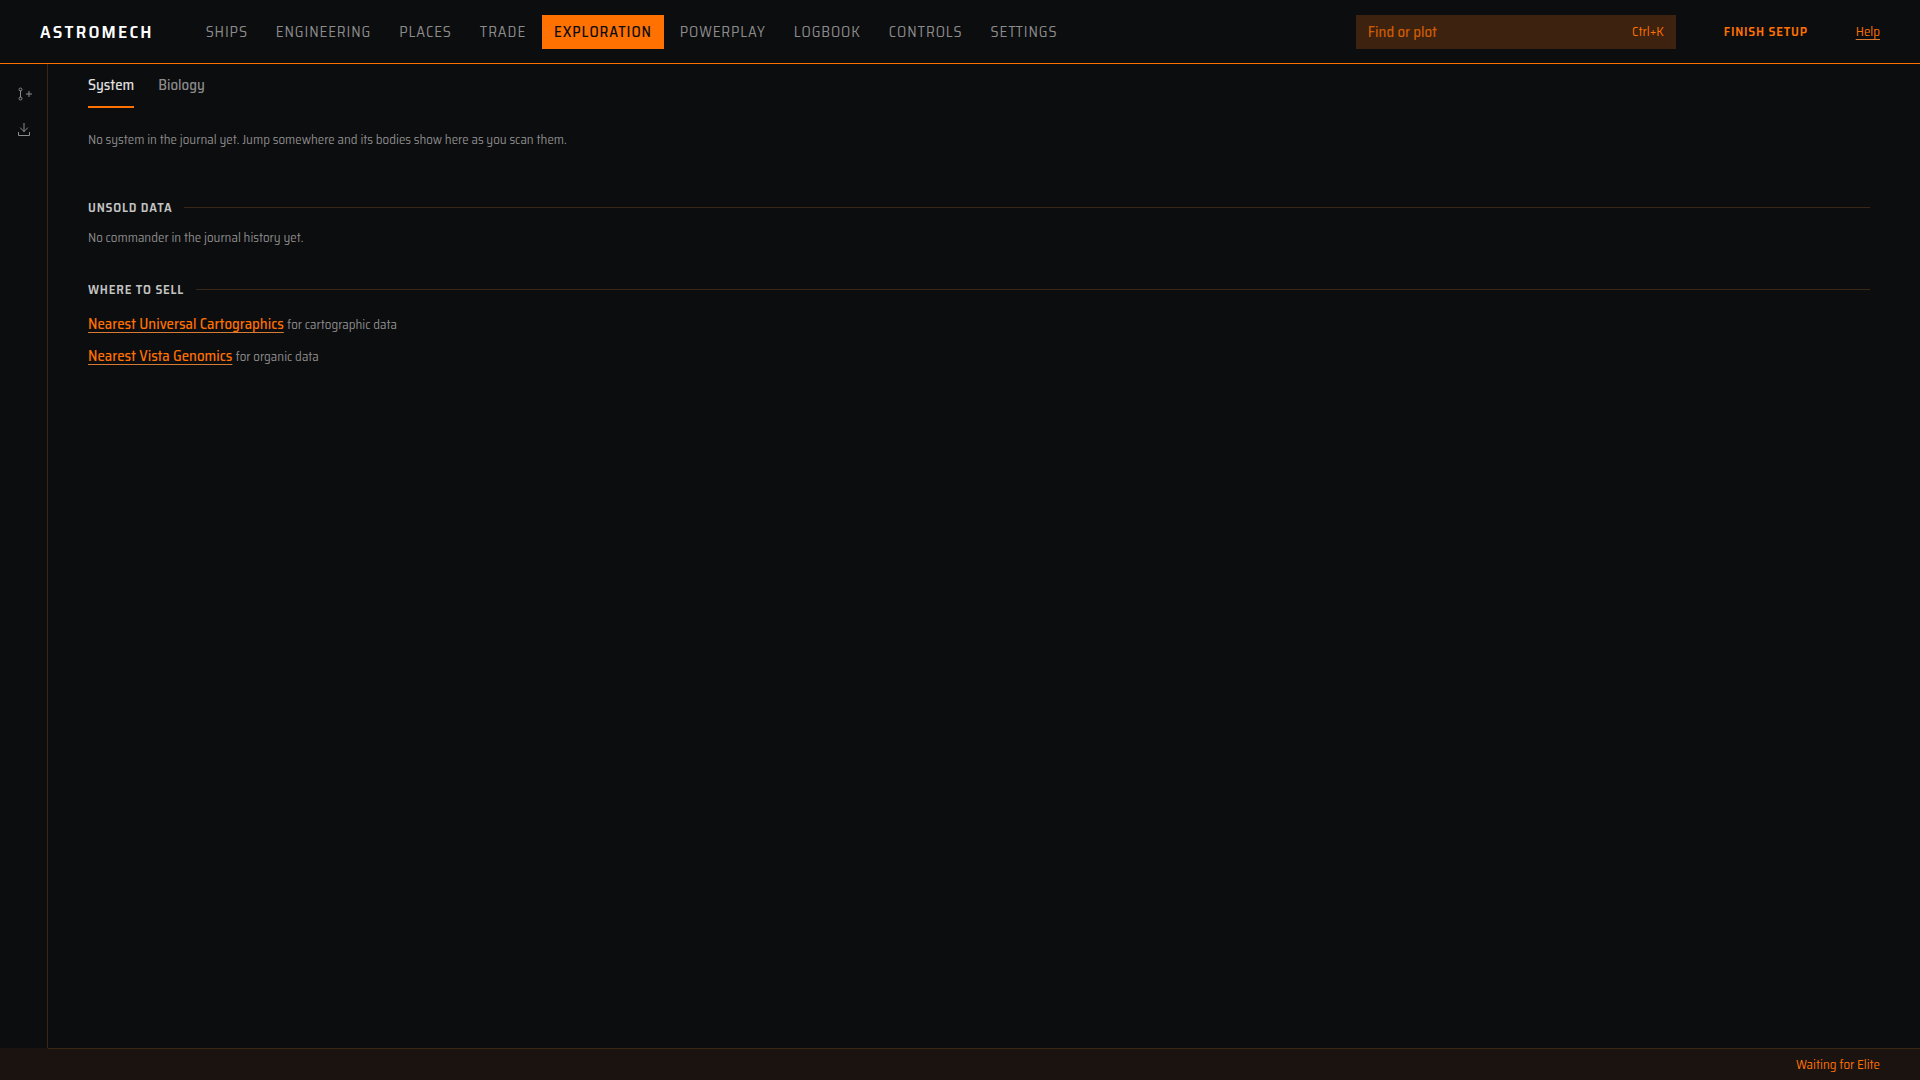 ASTROMECH SHIPS ENGINEERING PLACES TRADE EXPLORATION POWERPLAY LOGBOOK CONTROLS SETTINGS Find or plot Ctrl+K FINISH SETUP Help
System Biology
No system in the journal yet. Jump somewhere and its bodies show here as you scan them.
UNSOLD DATA
No commander in the journal history yet.
WHERE TO SELL
Nearest Universal Cartographics for cartographic data
Nearest Vista Genomics for organic data
Waiting for Elite